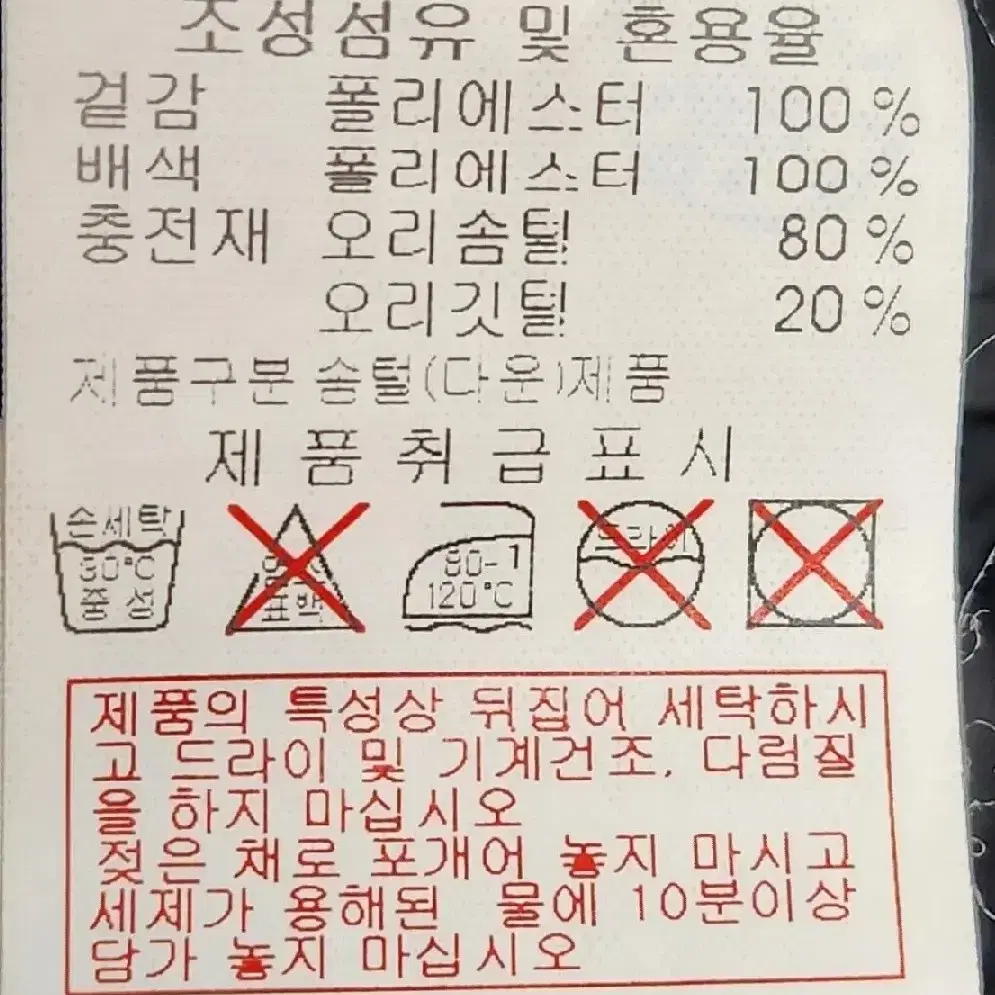 조성섬유 및 혼용율
겉감 폴리에스터 100%
배색 폴리에스터 100%
충전재 오리솜털 80%
오리깃털 20%
제품구분 솜털(다운)제품
제품취급표시
손세탁
30°C
중성
표백
80-1
120°C
드라이
제품의 특성상 뒤집어 세탁하시
고 드라이 및 기계건조, 다림질
을 하지 마십시오
젖은 채로 포개어 놓지 마시고
세제가 용해된 물에 10분이상
담가 놓지 마십시오